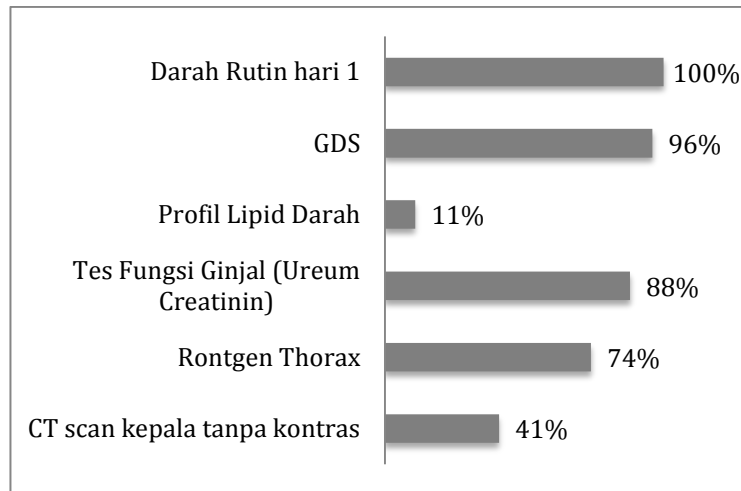 Darah Rutin hari 1
100%
GDS
96%
Profil Lipid Darah
11%
Tes Fungsi Ginjal (Ureum
Creatinin)
88%
Rontgen Thorax
74%
CT scan kepala tanpa kontras
41%